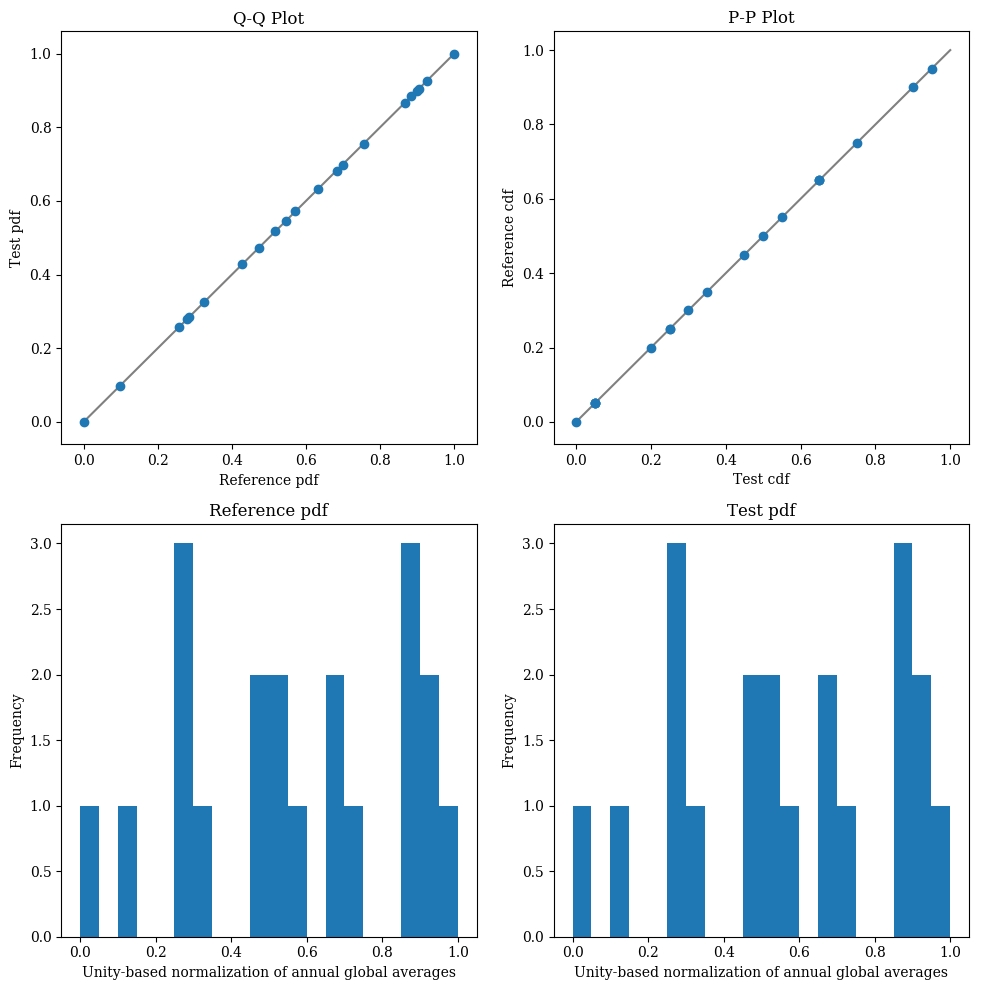 Q-Q Plot
1.0
0.8
0.6
0.4
0.2
0.0
Test pdf
0.0 0.2 0.4 0.6 0.8 1.0
Reference pdf
P-P Plot
1.0
0.8
0.6
0.4
0.2
0.0
Reference cdf
0.0 0.2 0.4 0.6 0.8 1.0
Test cdf
Reference pdf
3.0
2.5
2.0
1.5
1.0
0.5
0.0
Frequency
0.0 0.2 0.4 0.6 0.8 1.0
Unity-based normalization of annual global averages
Test pdf
3.0
2.5
2.0
1.5
1.0
0.5
0.0
Frequency
0.0 0.2 0.4 0.6 0.8 1.0
Unity-based normalization of annual global averages